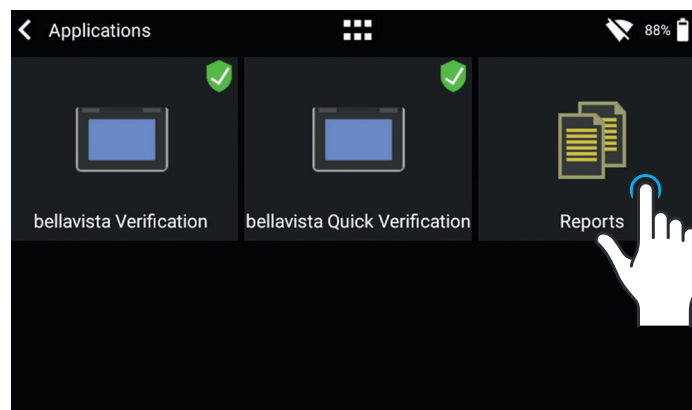 Applications
88%
bellavista Verification
bellavista Quick Verification
Reports